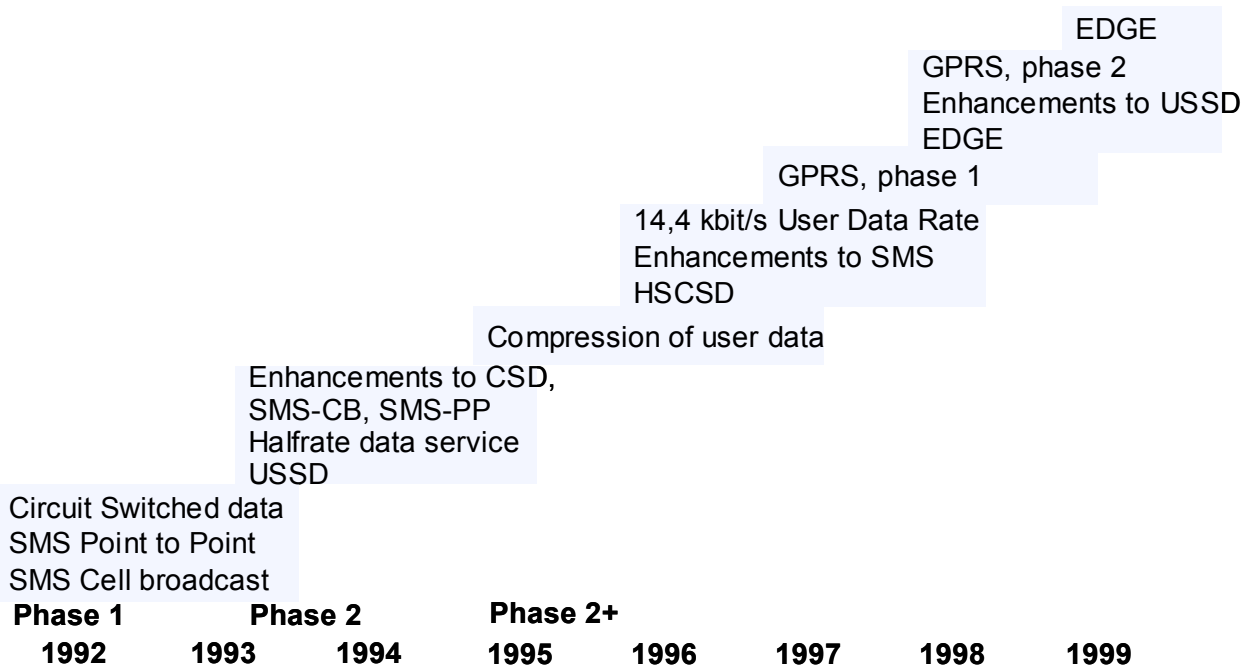 EDGE
GPRS, phase 2
Enhancements to USSD
EDGE
GPRS, phase 1
14,4 kbit/s User Data Rate
Enhancements to SMS
HSCSD
Compression of user data
Enhancements to CSD,
SMS-CB, SMS-PP
Halfrate data service
USSD
Circuit Switched data
SMS Point to Point
SMS Cell broadcast
Phase 1 Phase 2 Phase 2+
1992 1993 1994 1995 1996 1997 1998 1999